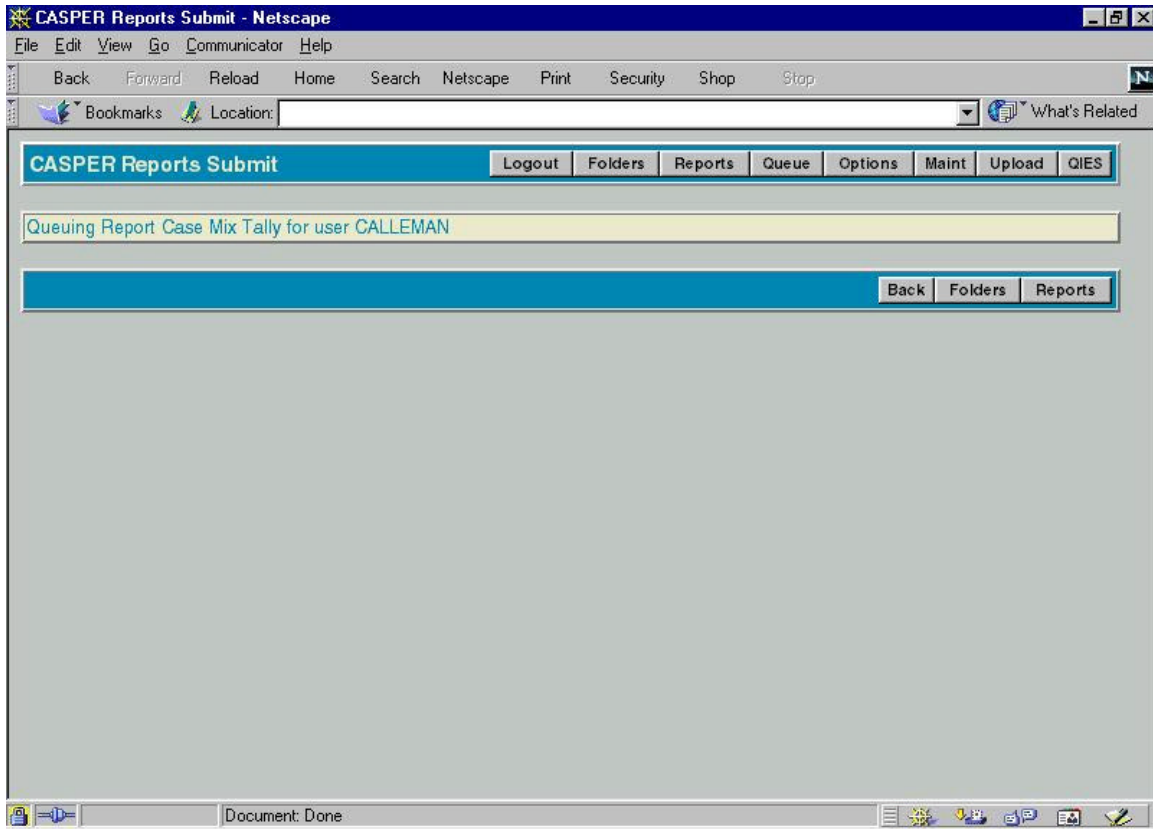 CASPER Reports Submit - Netscape
File Edit View Go Communicator Help
Back Forward Reload Home Search Netscape Print Security Shop Stop
N
Bookmarks Location: What's Related
CASPER Reports Submit Logout Folders Reports Queue Options Maint Upload QIES
Queuing Report Case Mix Tally for user CALLEMAN
Back Folders Reports
Document: Done